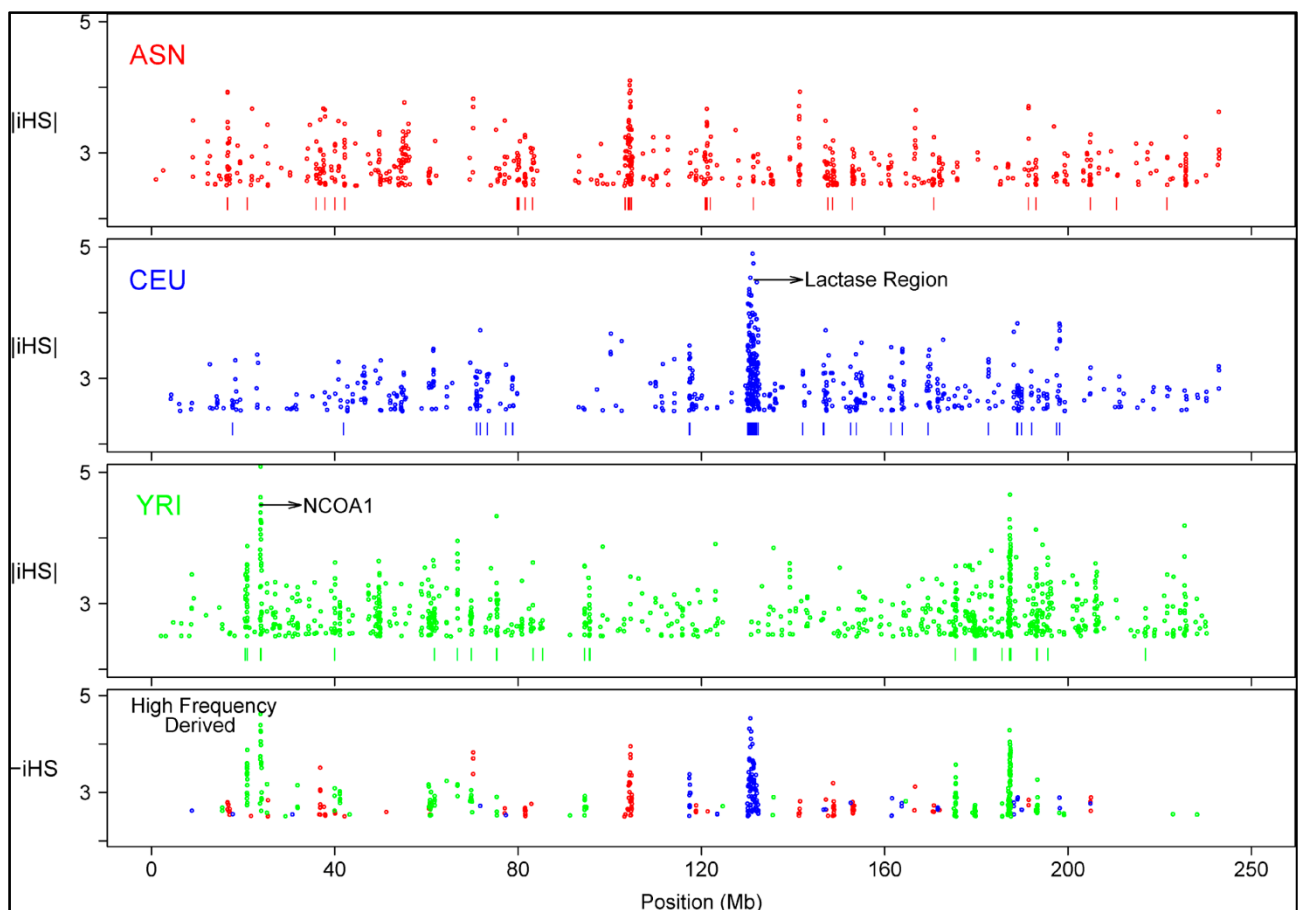 5
ASN
|iHS|
3
5
CEU
Lactase Region
|iHS|
3
5
YRI
NCOA1
|iHS|
3
5
High Frequency
Derived
−iHS
3
0 40 80 120 160 200 250
Position (Mb)